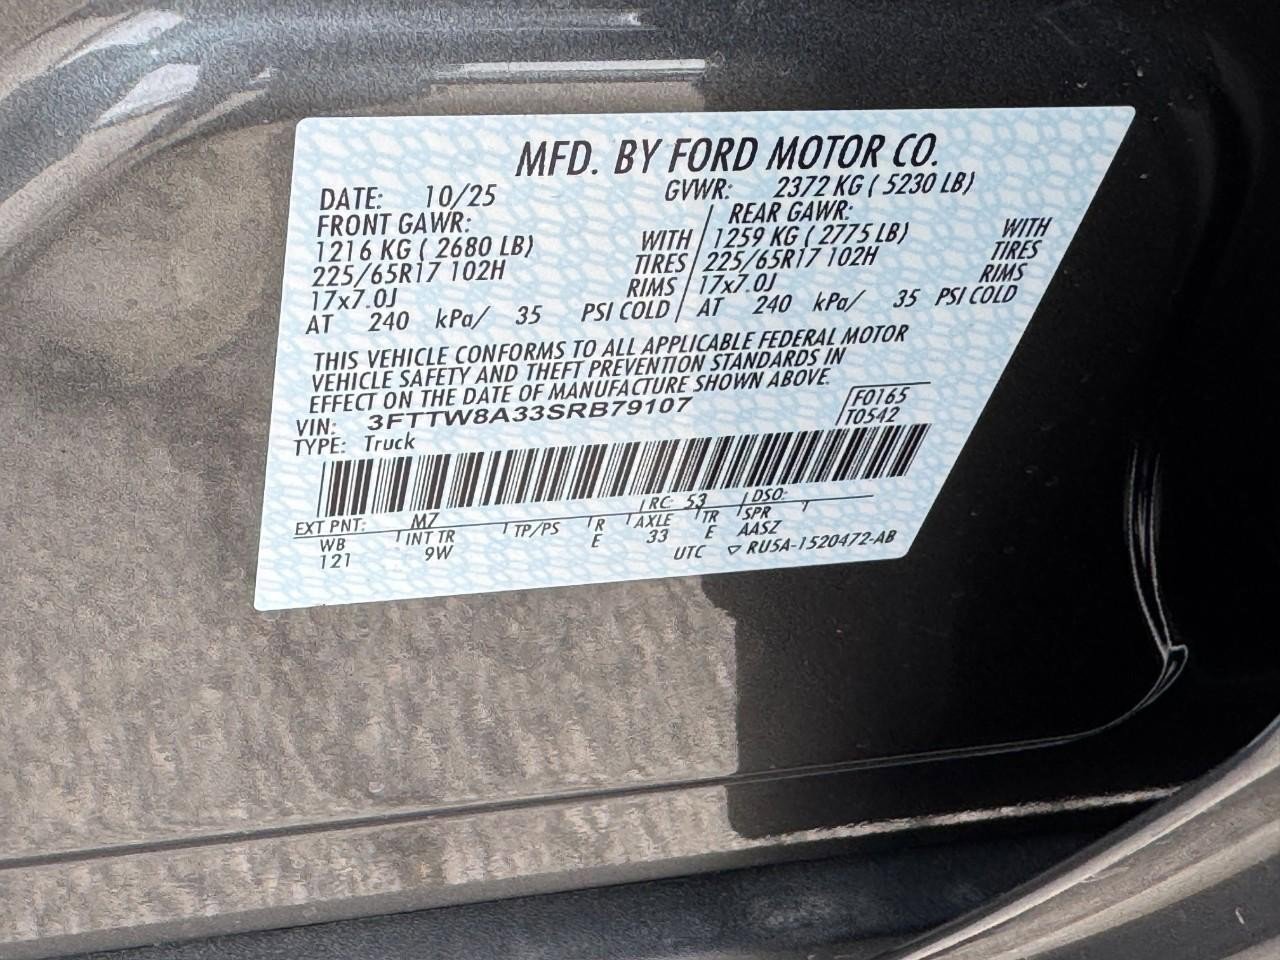 MFD. BY FORD MOTOR CO.
DATE: 10/25 GVWR: 2372 KG ( 5230 LB)
FRONT GAWR: REAR GAWR:
1216 KG ( 2680 LB) WITH 1259 KG ( 2775 LB) WITH
225/65R17 102H TIRES 225/65R17 102H TIRES
17x7.0J RIMS 17x7.0J RIMS
AT 240 kPa/ 35 PSI COLD AT 240 kPa/ 35 PSI COLD
THIS VEHICLE CONFORMS TO ALL APPLICABLE FEDERAL MOTOR
VEHICLE SAFETY AND THEFT PREVENTION STANDARDS IN
EFFECT ON THE DATE OF MANUFACTURE SHOWN ABOVE.
VIN: 3FTTW8A33SRB79107 F0165
TYPE: Truck T0542
EXT PNT: M7 RC: 53 DSO:
WB INT TR TP/PS R AXLE TR SPR
121 9W E 33 E AASZ
UTC ▽ RU5A-1520472-AB